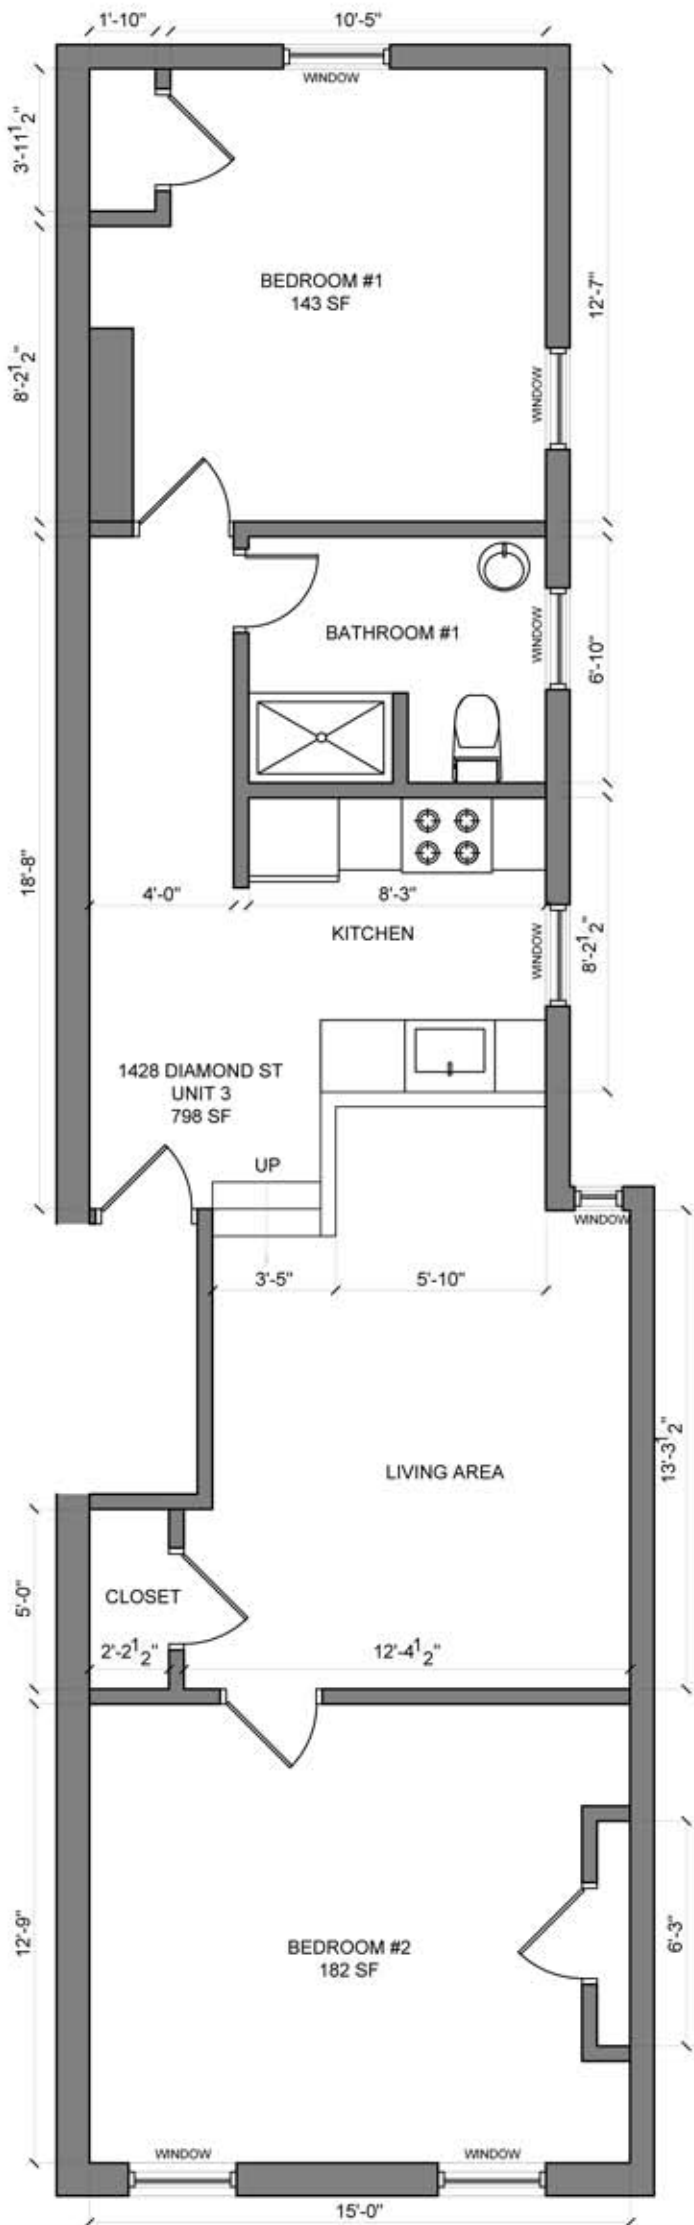 1'-10"
10'-5"
WINDOW
3'-11 1/2"
BEDROOM #1
143 SF
12'-7"
8'-2 1/2"
WINDOW
BATHROOM #1
WINDOW
6'-10"
18'-8"
4'-0"
8'-3"
KITCHEN
WINDOW
8'-2 1/2"
1428 DIAMOND ST
UNIT 3
798 SF
UP
WINDOW
3'-5"
5'-10"
13'-3 1/2"
LIVING AREA
5'-0"
CLOSET
2'-2 1/2"
12'-4 1/2"
12'-9"
BEDROOM #2
182 SF
6'-3"
WINDOW
WINDOW
15'-0"